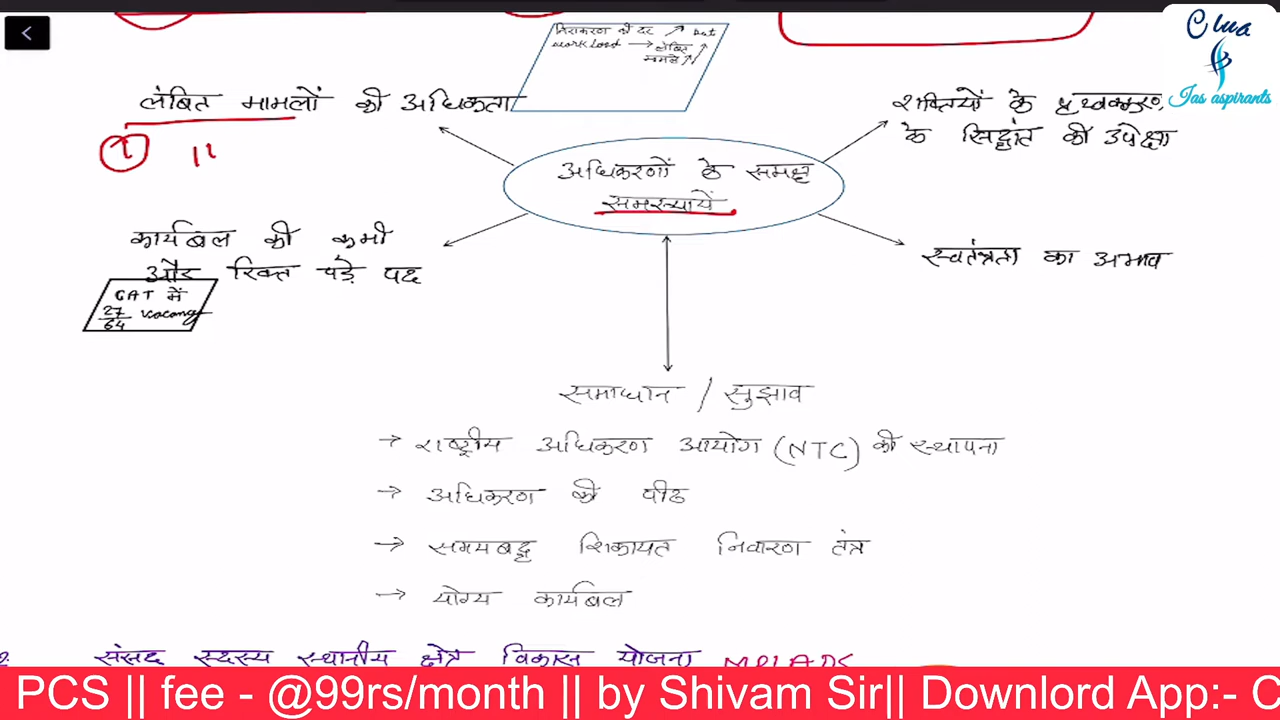 Clwa
Ias aspirants
निराकरण की दर ↗ but
work load → लंबित
मामले ↑↑
लंबित मामलों की अधिकता
① 11
शक्तियों के पृथक्करण
के सिद्धांत की उपेक्षा
अधिकरणों के समक्ष
समस्यायें
कार्यबल की कमी
और रिक्त पड़े पद
CAT में
27/64 vacancy
स्वतंत्रता का अभाव
समाधान / सुझाव
→ राष्ट्रीय अधिकरण आयोग (NTC) की स्थापना
→ अधिकरण की पीठ
→ समयबद्ध शिकायत निवारण तंत्र
→ योग्य कार्यबल
संसद सदस्य स्थानीय क्षेत्र विकास योजना MPLADS
PCS || fee - @99rs/month || by Shivam Sir|| Downlord App:- C